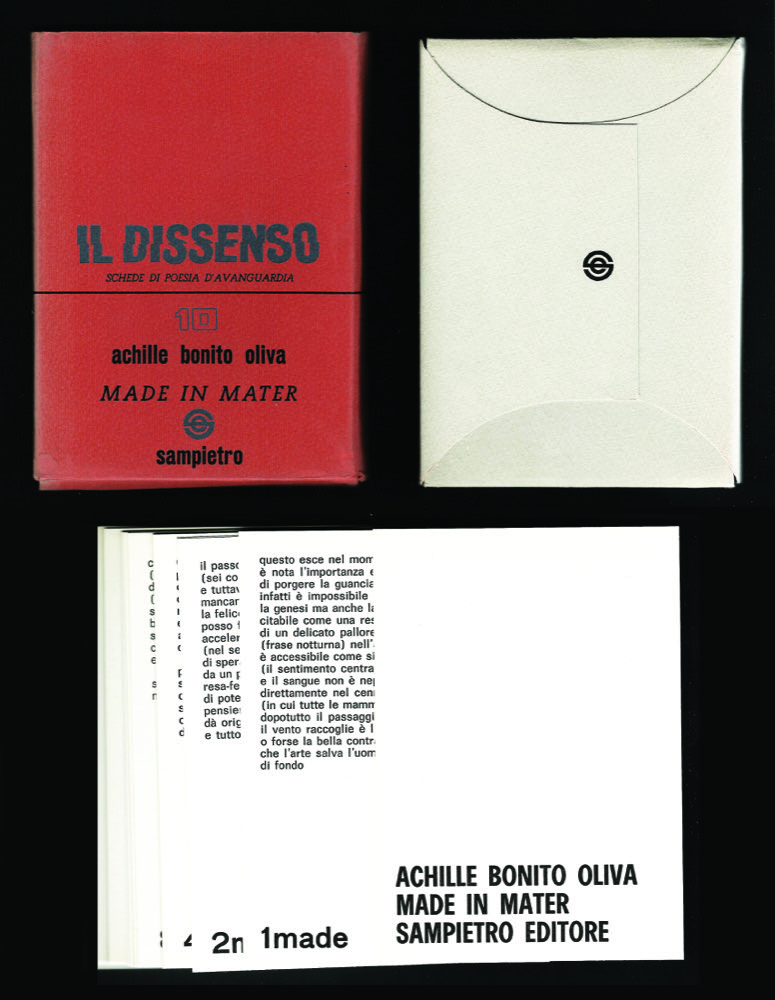 IL DISSENSO
SCHEDE DI POESIA D'AVANGUARDIA
10
achille bonito oliva
MADE IN MATER
sampietro
il passo
(sei co
e tuttav
mancar
la felic
posso f
acceler
(nel se
di sper
da un p
resa-fe
di pote
pensie
dà orig
e tutto
2m
questo esce nel mom
è nota l'importanza e
di porgere la guancia
infatti è impossibile
la genesi ma anche la
citabile come una res
di un delicato pallore
(frase notturna) nell'
è accessibile come si
(il sentimento centra
e il sangue non è neg
direttamente nel cen
(in cui tutte le mamm
dopotutto il passaggi
il vento raccoglie è l
o forse la bella contr
che l'arte salva l'uom
di fondo
1made
ACHILLE BONITO OLIVA
MADE IN MATER
SAMPIETRO EDITORE